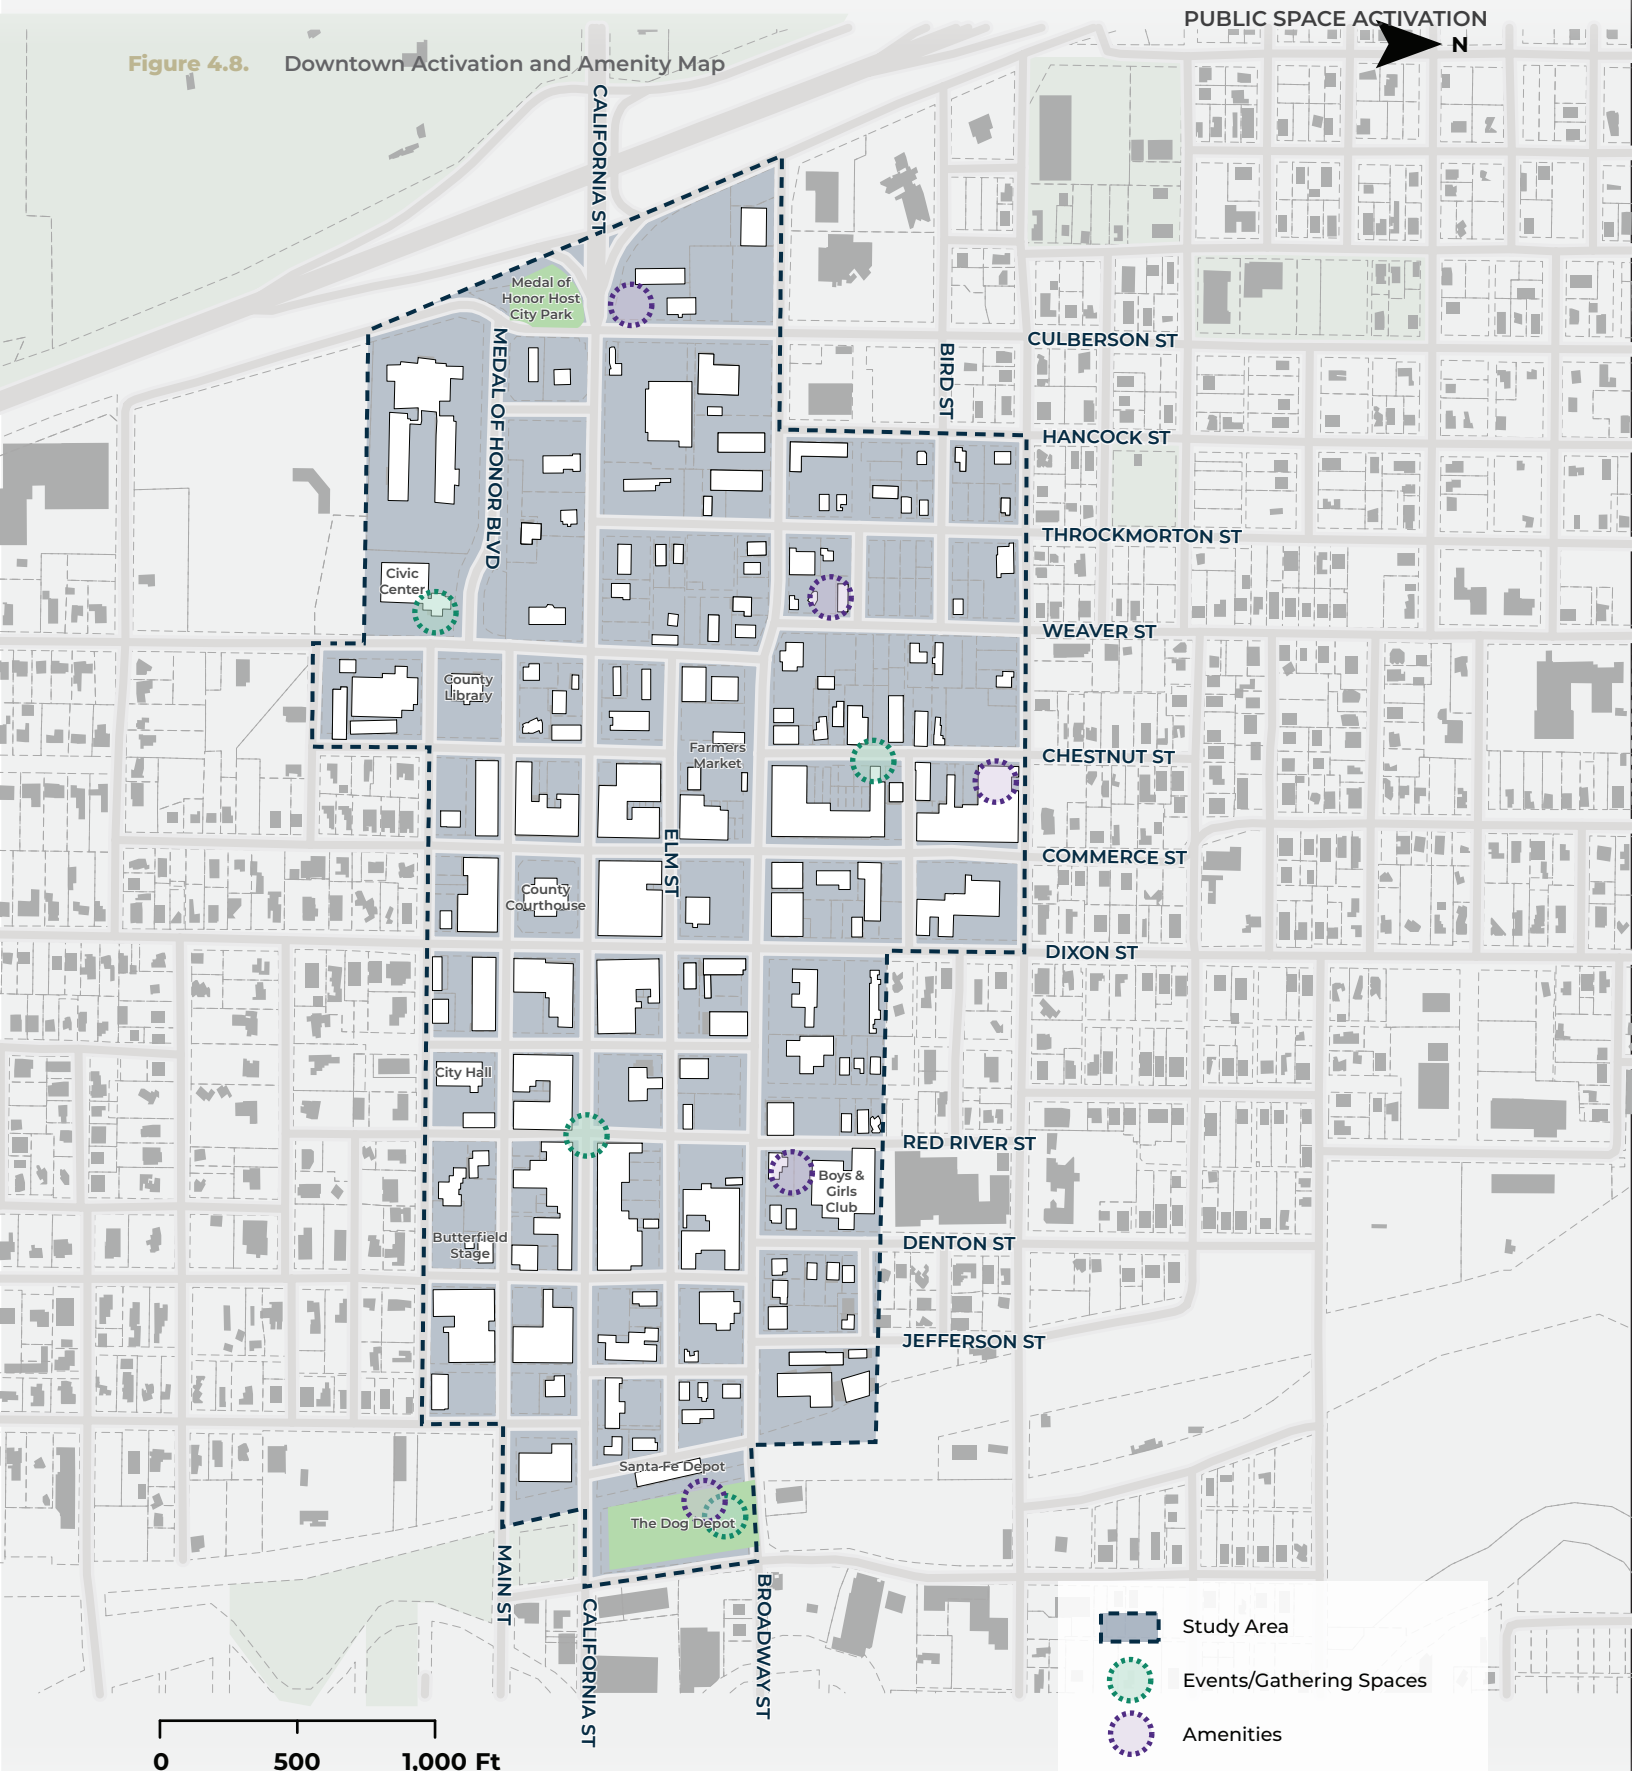 PUBLIC SPACE ACTIVATION
N
Figure 4.8. Downtown Activation and Amenity Map
CALIFORNIA ST
Medal of
Honor Host
City Park
MEDAL OF HONOR BLVD
CULBERSON ST
BIRD ST
HANCOCK ST
THROCKMORTON ST
Civic
Center
WEAVER ST
County
Library
Farmers
Market
CHESTNUT ST
ELM ST
COMMERCE ST
County
Courthouse
DIXON ST
City Hall
RED RIVER ST
Boys &
Girls
Club
Butterfield
Stage
DENTON ST
JEFFERSON ST
Santa Fe Depot
The Dog Depot
MAIN ST
CALIFORNIA ST
BROADWAY ST
Study Area
Events/Gathering Spaces
Amenities
0 500 1,000 Ft